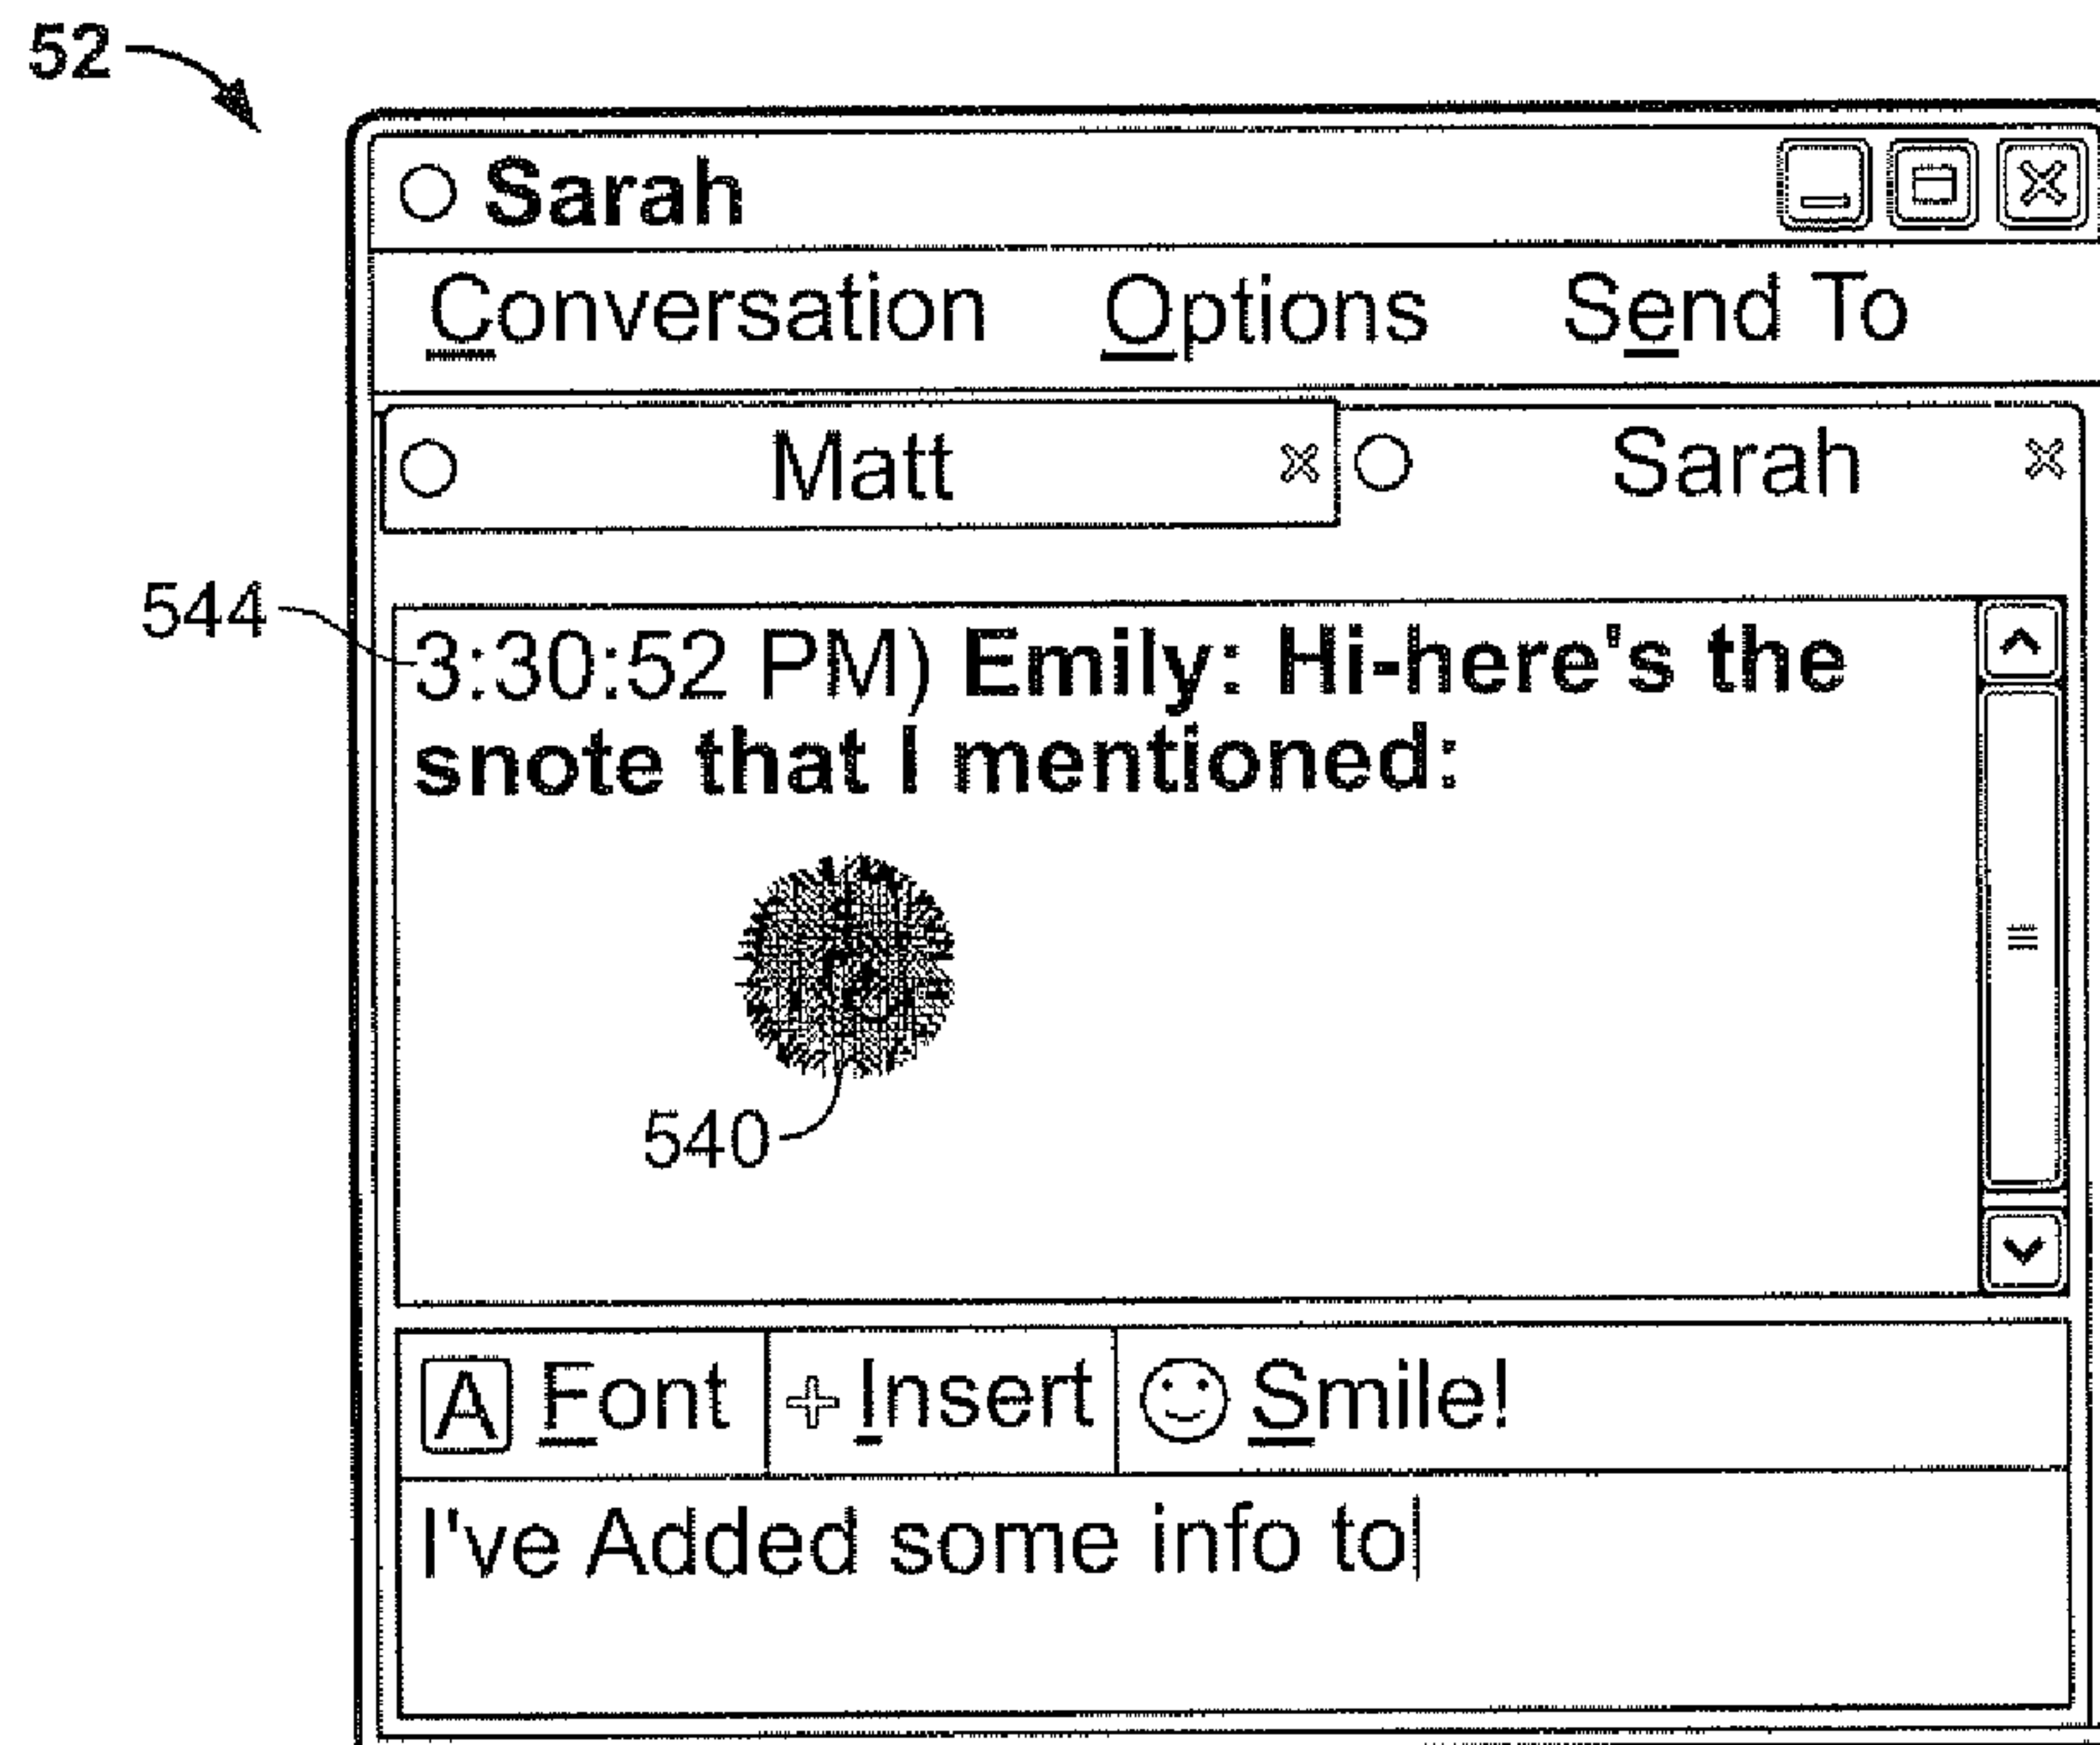 52
Sarah
Conversation Options Send To
Matt Sarah
544
3:30:52 PM) Emily: Hi-here's the
snote that I mentioned:
540
A Font + Insert Smile!
I've Added some info to